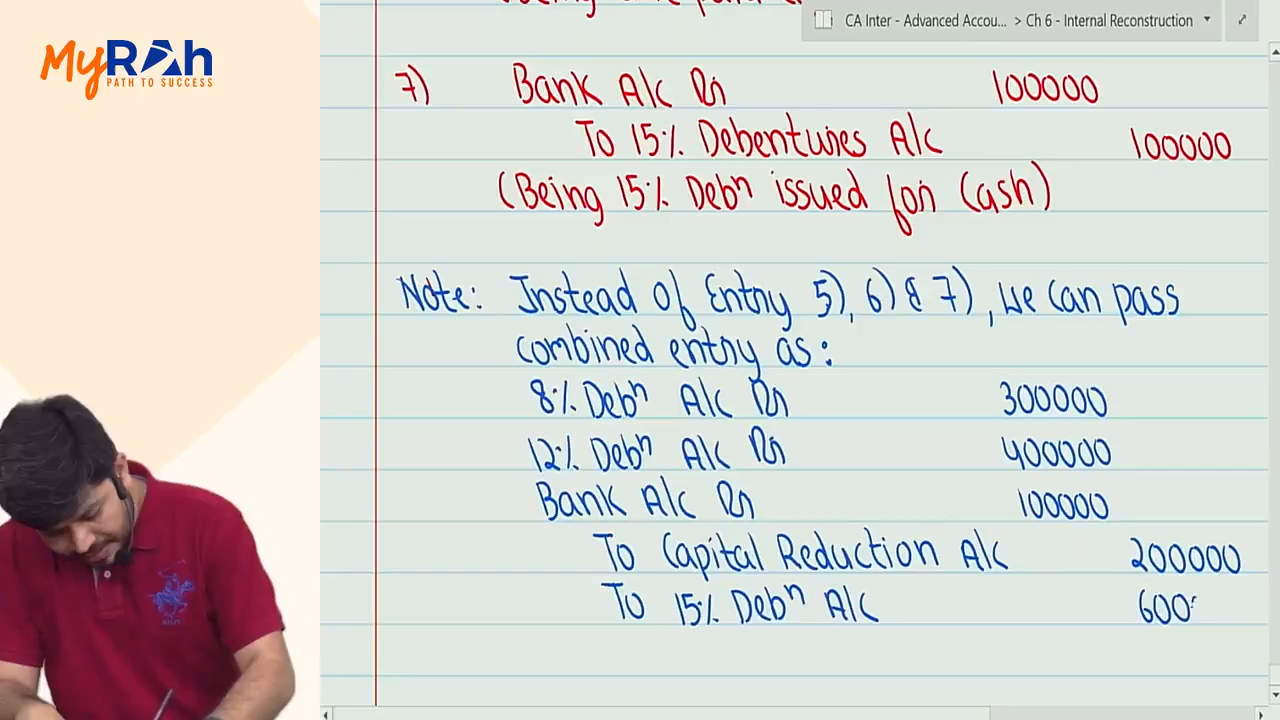 MyRAh
PATH TO SUCCESS
CA Inter - Advanced Accou... > Ch 6 - Internal Reconstruction
7) Bank A/c Dr 100000
To 15% Debentures A/c 100000
(Being 15% Debn issued for Cash)
Note: Instead Of Entry 5), 6) & 7), we can pass
combined entry as:
8% Debn A/c Dr 300000
12% Debn A/c Dr 400000
Bank A/c Dr 100000
To Capital Reduction A/c 200000
To 15% Debn A/c 600